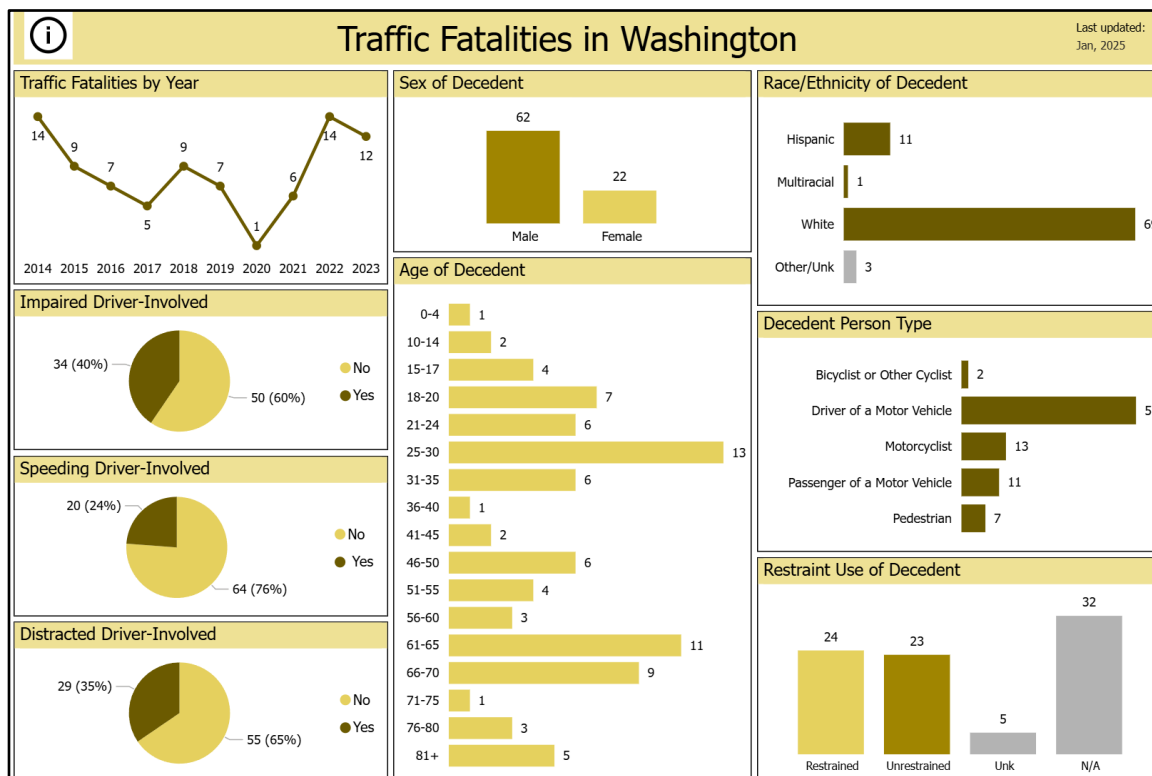 i
Traffic Fatalities in Washington
Last updated:
Jan, 2025
Traffic Fatalities by Year
14
9
7
5
9
7
1
6
14
12
2014 2015 2016 2017 2018 2019 2020 2021 2022 2023
Impaired Driver-Involved
34 (40%)
50 (60%)
No
Yes
Speeding Driver-Involved
20 (24%)
64 (76%)
No
Yes
Distracted Driver-Involved
29 (35%)
55 (65%)
No
Yes
Sex of Decedent
62
22
Male Female
Age of Decedent
0-4 1
10-14 2
15-17 4
18-20 7
21-24 6
25-30 13
31-35 6
36-40 1
41-45 2
46-50 6
51-55 4
56-60 3
61-65 11
66-70 9
71-75 1
76-80 3
81+ 5
Race/Ethnicity of Decedent
Hispanic 11
Multiracial 1
White
Other/Unk 3
Decedent Person Type
Bicyclist or Other Cyclist 2
Driver of a Motor Vehicle
Motorcyclist 13
Passenger of a Motor Vehicle 11
Pedestrian 7
Restraint Use of Decedent
24
23
5
32
Restrained Unrestrained Unk N/A